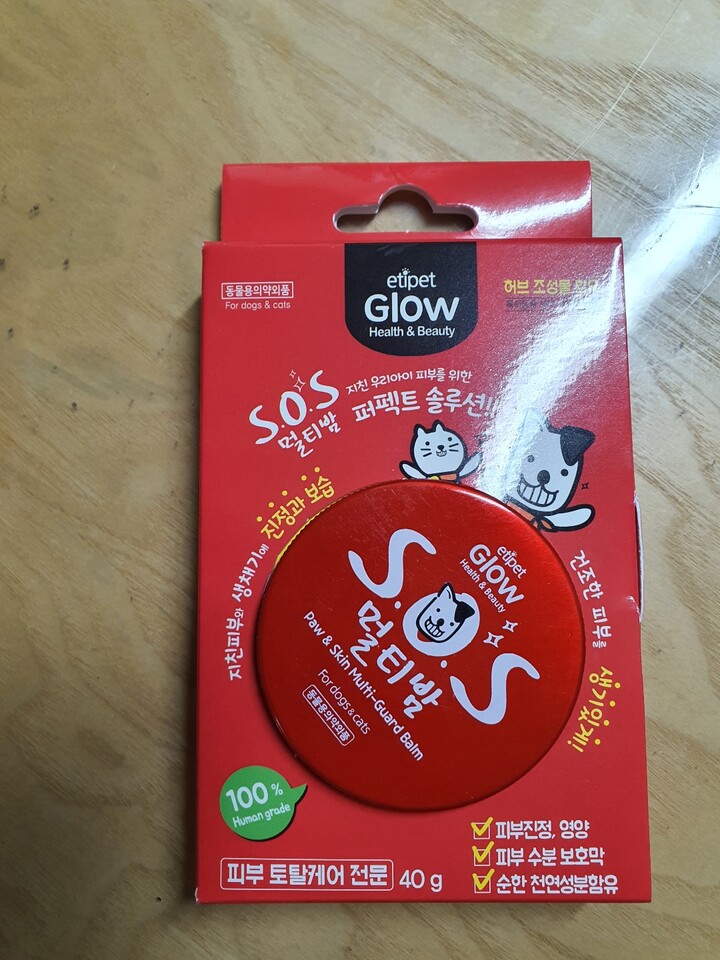 etipet
Glow
Health & Beauty
동물용의약외품
For dogs & cats
허브 조성물
S.O.S
멀티밤
지친 우리아이 피부를 위한
퍼펙트 솔루션!!
지친피부와 생채기에 진정과 보습
건조한 피부를 생기있게!!
etipet
Glow
Health & Beauty
S.O.S
멀티밤
Paw & Skin Multi-Guard Balm
For dogs & cats
동물용의약외품
100 %
Human grade
피부진정, 영양
피부 수분 보호막
순한 천연성분함유
피부 토탈케어 전문 40 g